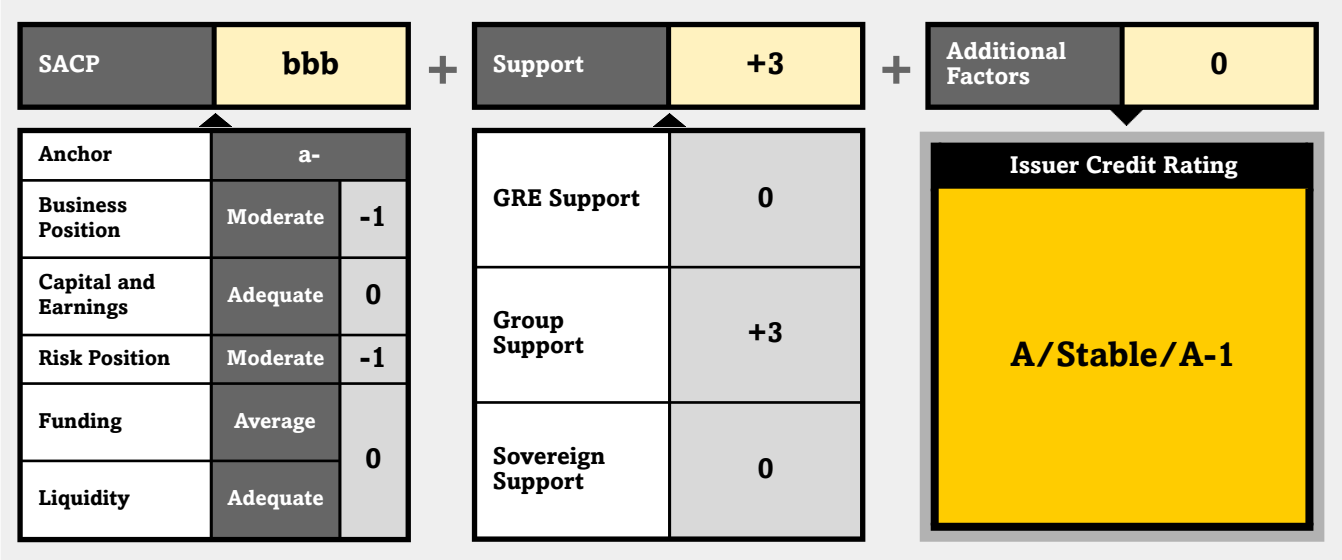 SACP
bbb
+
Support
+3
+
Additional
Factors
0
Anchor
a-
Business
Position
Moderate
-1
Capital and
Earnings
Adequate
0
Risk Position
Moderate
-1
Funding
Average
0
Liquidity
Adequate
GRE Support
0
Group
Support
+3
Sovereign
Support
0
Issuer Credit Rating
A/Stable/A-1